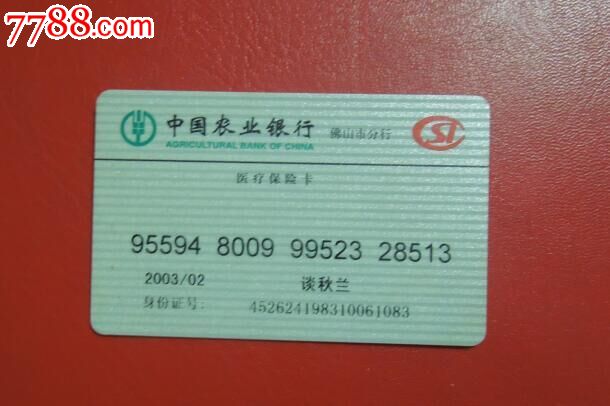 7788.com
中国农业银行 佛山市分行 CSI
AGRICULTURAL BANK OF CHINA
医疗保险卡
95594 8009 99523 28513
2003/02 谈秋兰
身份证号: 452624198310061083